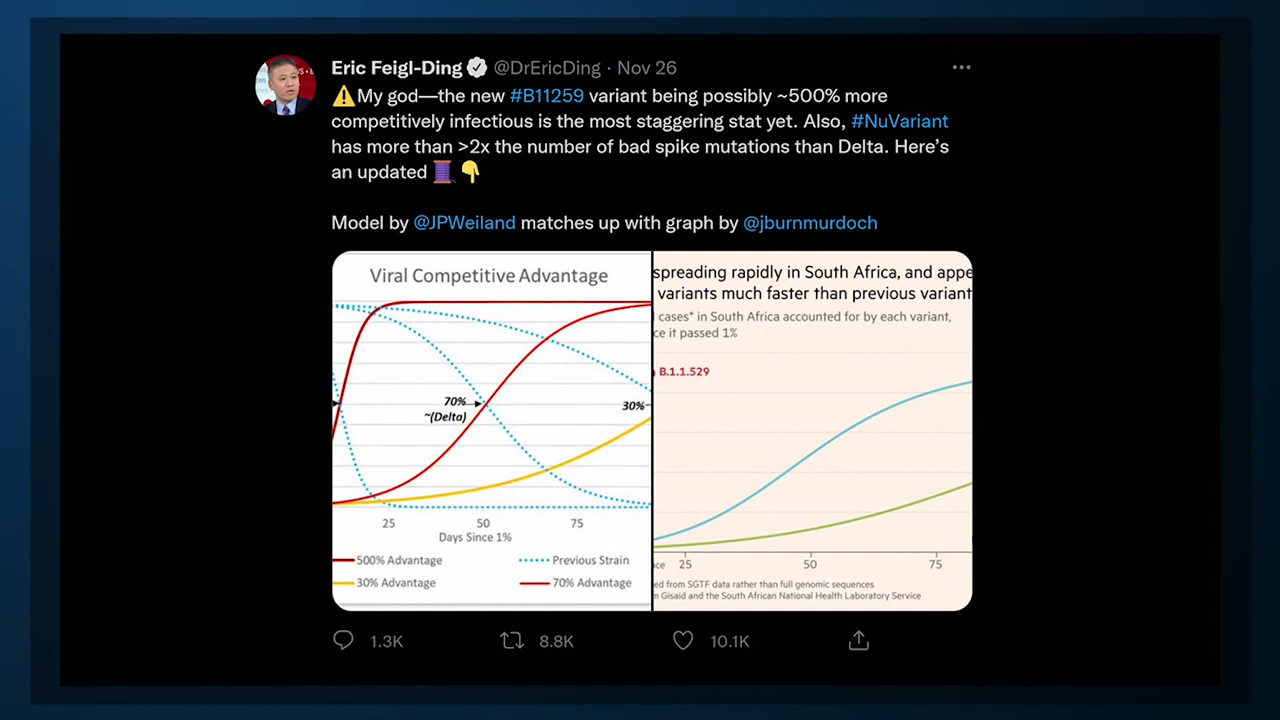 Eric Feigl-Ding @DrEricDing · Nov 26
⚠️My god—the new #B11259 variant being possibly ~500% more
competitively infectious is the most staggering stat yet. Also, #NuVariant
has more than >2x the number of bad spike mutations than Delta. Here's
an updated 🧵 👇
Model by @JPWeiland matches up with graph by @jburnmurdoch
Viral Competitive Advantage
70%
~(Delta)
30%
25 50 75
Days Since 1%
500% Advantage
Previous Strain
30% Advantage
70% Advantage
spreading rapidly in South Africa, and appe
variants much faster than previous variant
cases* in South Africa accounted for by each variant,
ce it passed 1%
B.1.1.529
nce 25 50 75
ed from SGTF data rather than full genomic sequences
m Gisaid and the South African National Health Laboratory Service
1.3K 8.8K 10.1K